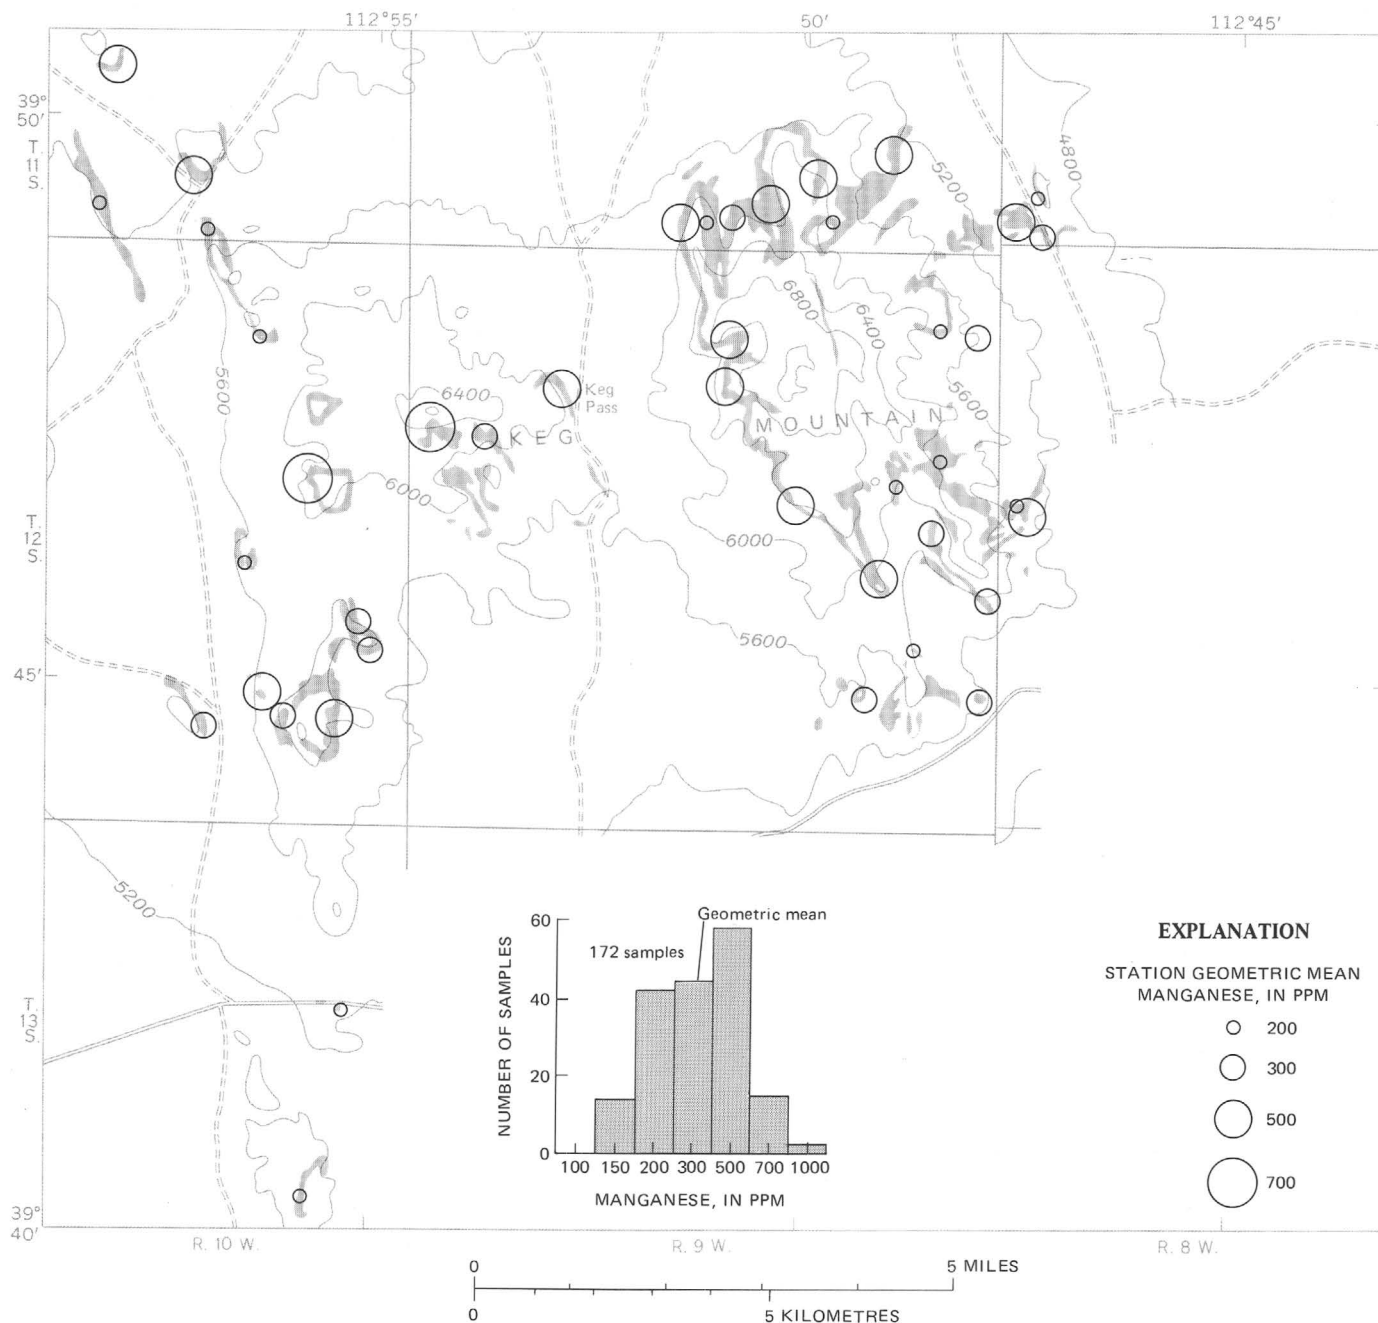 112°55′
50′
112°45′
39°
50′
T.
11
S.
4800
5200
6800
6400
5600
5600
6400
Keg
Pass
MOUNTAIN
KEG
6000
T.
12
S.
6000
5600
45′
5200
60
Geometric mean
172 samples
40
20
0
NUMBER OF SAMPLES
100 150 200 300 500 700 1000
MANGANESE, IN PPM
EXPLANATION
STATION GEOMETRIC MEAN
MANGANESE, IN PPM
200
300
500
700
T.
13
S.
39°
40′
R. 10 W.
R. 9 W.
R. 8 W.
0 5 MILES
0 5 KILOMETRES